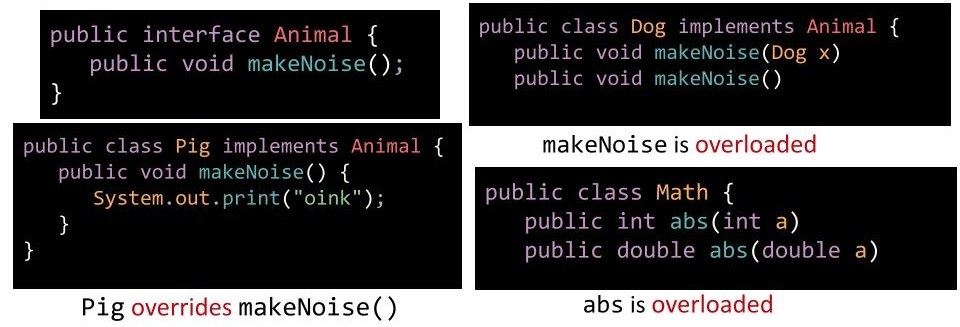 public interface Animal {
public void makeNoise();
}
public class Pig implements Animal {
public void makeNoise() {
System.out.print("oink");
}
}
Pig overrides makeNoise()
public class Dog implements Animal {
public void makeNoise(Dog x)
public void makeNoise()
makeNoise is overloaded
public class Math {
public int abs(int a)
public double abs(double a)
abs is overloaded